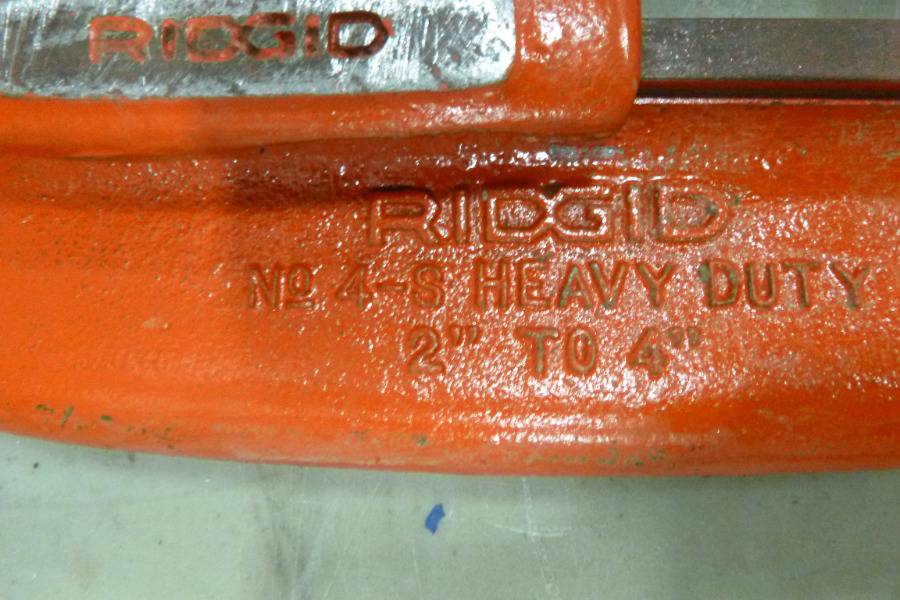 RIDGID
RIDGID
Nº 4-S HEAVY DUTY
2" TO 4"